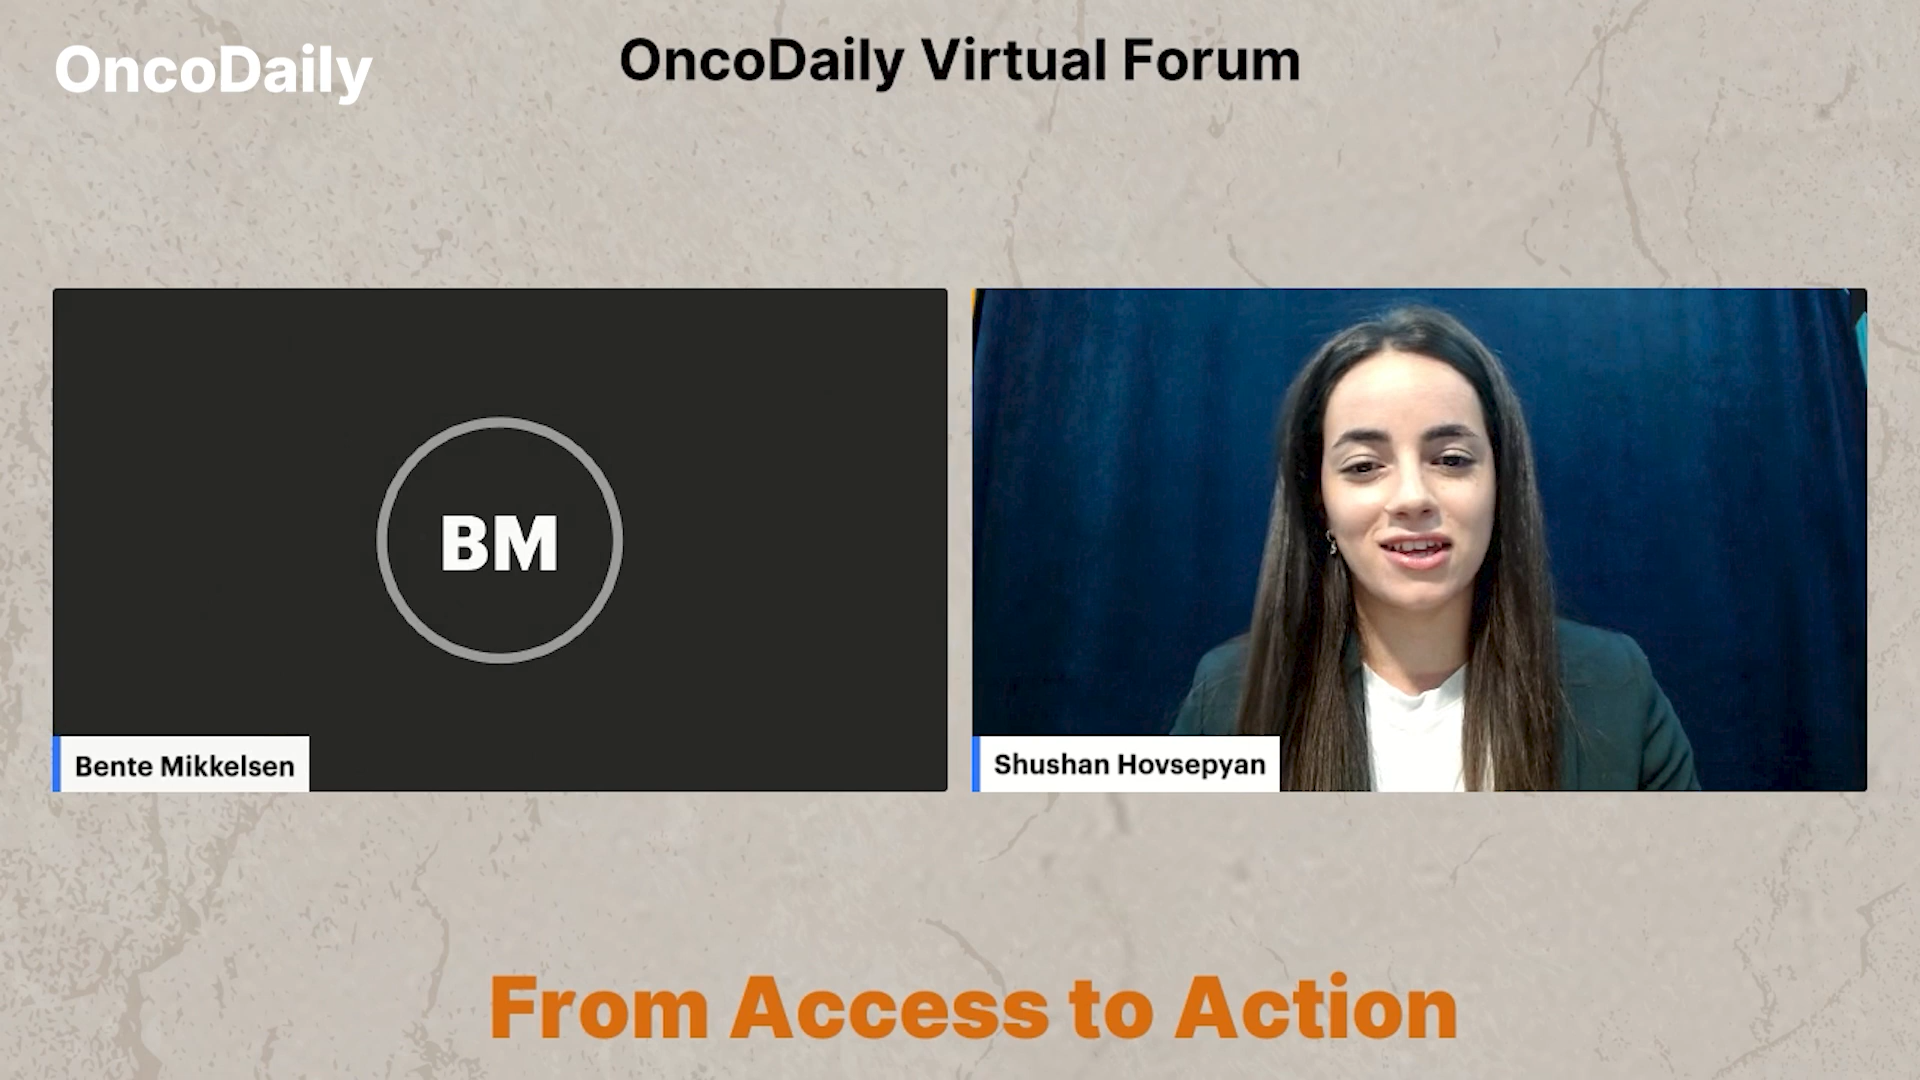 OncoDaily
OncoDaily Virtual Forum
BM
Bente Mikkelsen
Shushan Hovsepyan
From Access to Action